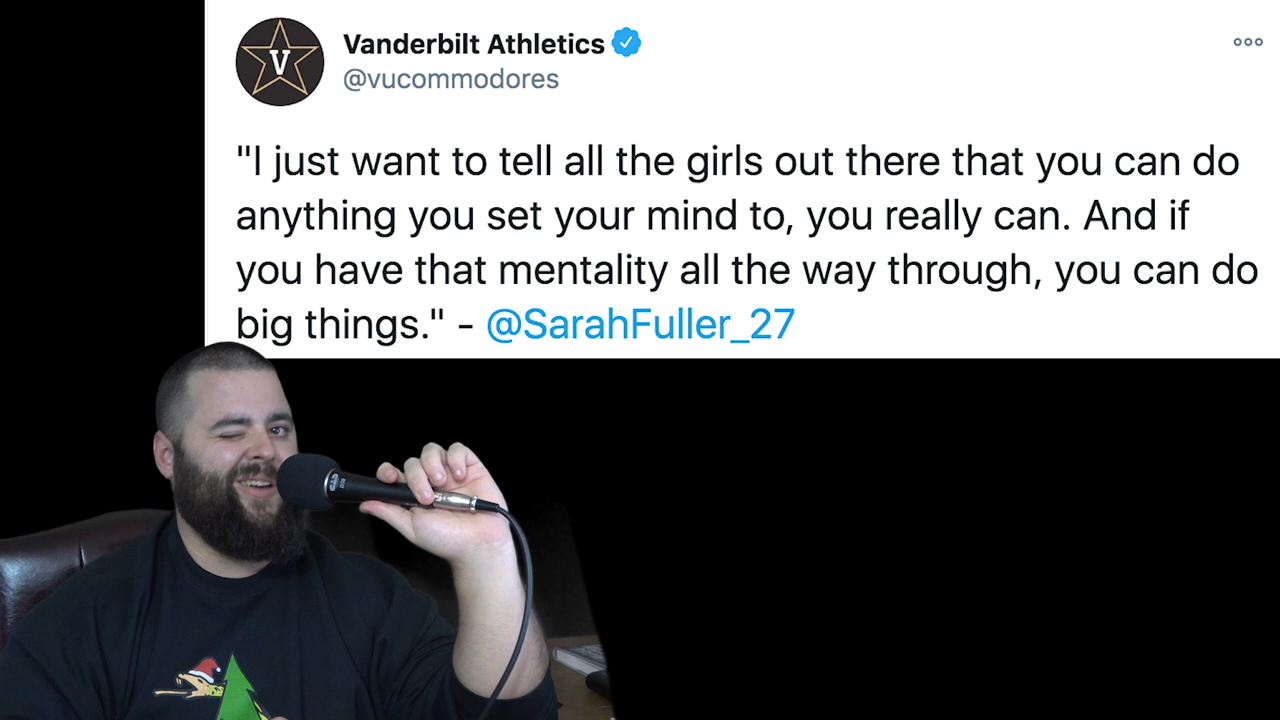 V
Vanderbilt Athletics
@vucommodores
"I just want to tell all the girls out there that you can do
anything you set your mind to, you really can. And if
you have that mentality all the way through, you can do
big things." - @SarahFuller_27
CAD